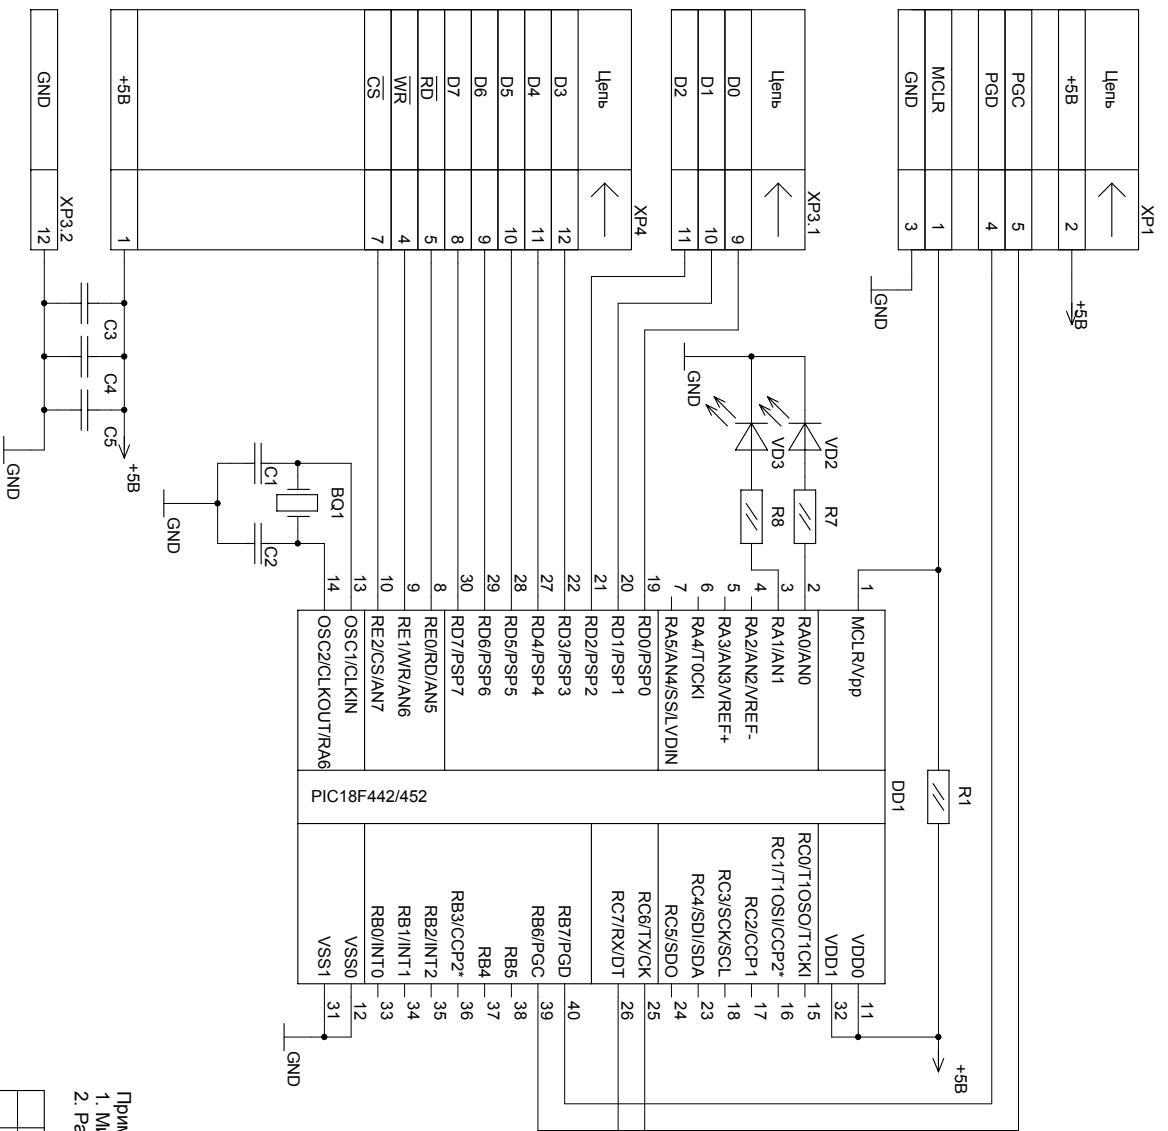 XP1
Цепь
+5В
2
PGC
5
PGD
4
MCLR
1
GND
3
+5В
GND
XP3.1
Цепь
D0
9
D1
10
D2
11
XP4
Цепь
D3
12
D4
11
D5
10
D6
9
D7
8
RD
5
WR
4
CS
7
+5В
1
XP3.2
GND
12
C3
C4
C5
+5В
GND
GND
VD2
VD3
R7
R8
BQ1
C1
C2
GND
R1
+5В
DD1
PIC18F442/452
1
MCLR/Vpp
2
RA0/AN0
3
RA1/AN1
4
RA2/AN2/VREF-
5
RA3/AN3/VREF+
6
RA4/T0CKI
7
RA5/AN4/SS/LVDIN
19
RD0/PSP0
20
RD1/PSP1
21
RD2/PSP2
22
RD3/PSP3
27
RD4/PSP4
28
RD5/PSP5
29
RD6/PSP6
30
RD7/PSP7
8
RE0/RD/AN5
9
RE1/WR/AN6
10
RE2/CS/AN7
13
OSC1/CLKIN
14
OSC2/CLKOUT/RA6
VDD0
11
VDD1
32
RC0/T1OSO/T1CKI
15
RC1/T1OSI/CCP2*
16
RC2/CCP1
17
RC3/SCK/SCL
18
RC4/SDI/SDA
23
RC5/SDO
24
RC6/TX/CK
25
RC7/RX/DT
26
RB7/PGD
40
RB6/PGC
39
RB5
38
RB4
37
RB3/CCP2*
36
RB2/INT2
35
RB1/INT1
34
RB0/INT0
33
VSS0
12
VSS1
31
GND
Прим
1. Ми
2. Ра